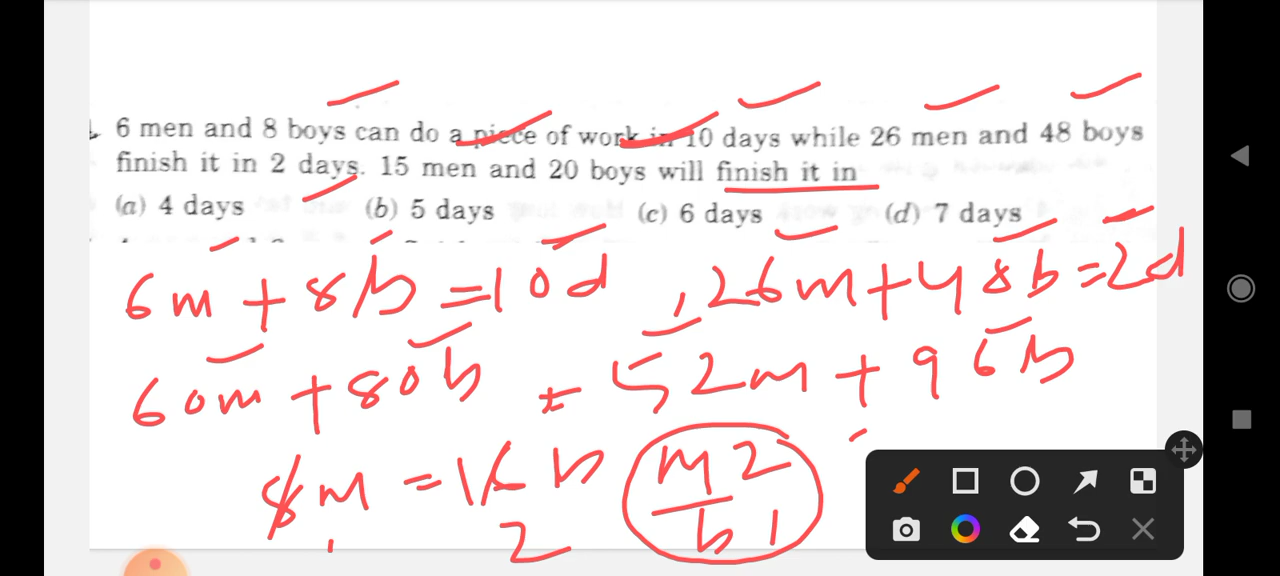 6 men and 8 boys can do a piece of work in 10 days while 26 men and 48 boys
finish it in 2 days. 15 men and 20 boys will finish it in
(a) 4 days (b) 5 days (c) 6 days (d) 7 days
6m + 8b = 10d , 26m + 48b = 2d
60m + 80b = 52m + 96b
8m = 16b m 2
1 2 b 1